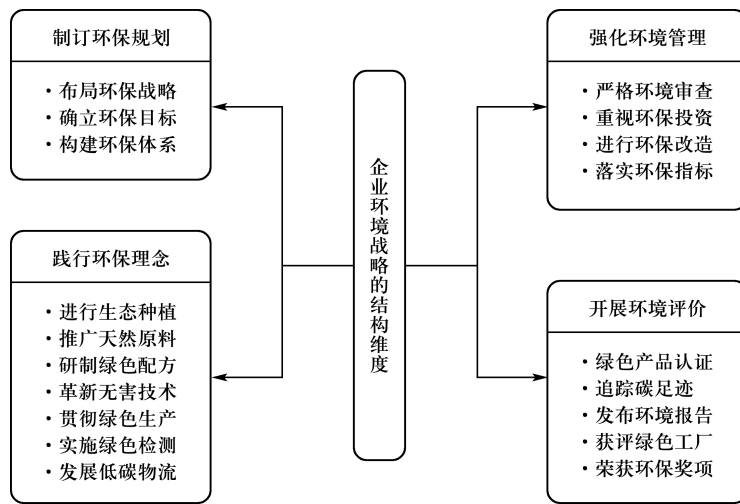 制订环保规划
· 布局环保战略
· 确立环保目标
· 构建环保体系
践行环保理念
· 进行生态种植
· 推广天然原料
· 研制绿色配方
· 革新无害技术
· 贯彻绿色生产
· 实施绿色检测
· 发展低碳物流
企业环境战略的结构维度
强化环境管理
· 严格环境审查
· 重视环保投资
· 进行环保改造
· 落实环保指标
开展环境评价
· 绿色产品认证
· 追踪碳足迹
· 发布环境报告
· 获评绿色工厂
· 荣获环保奖项